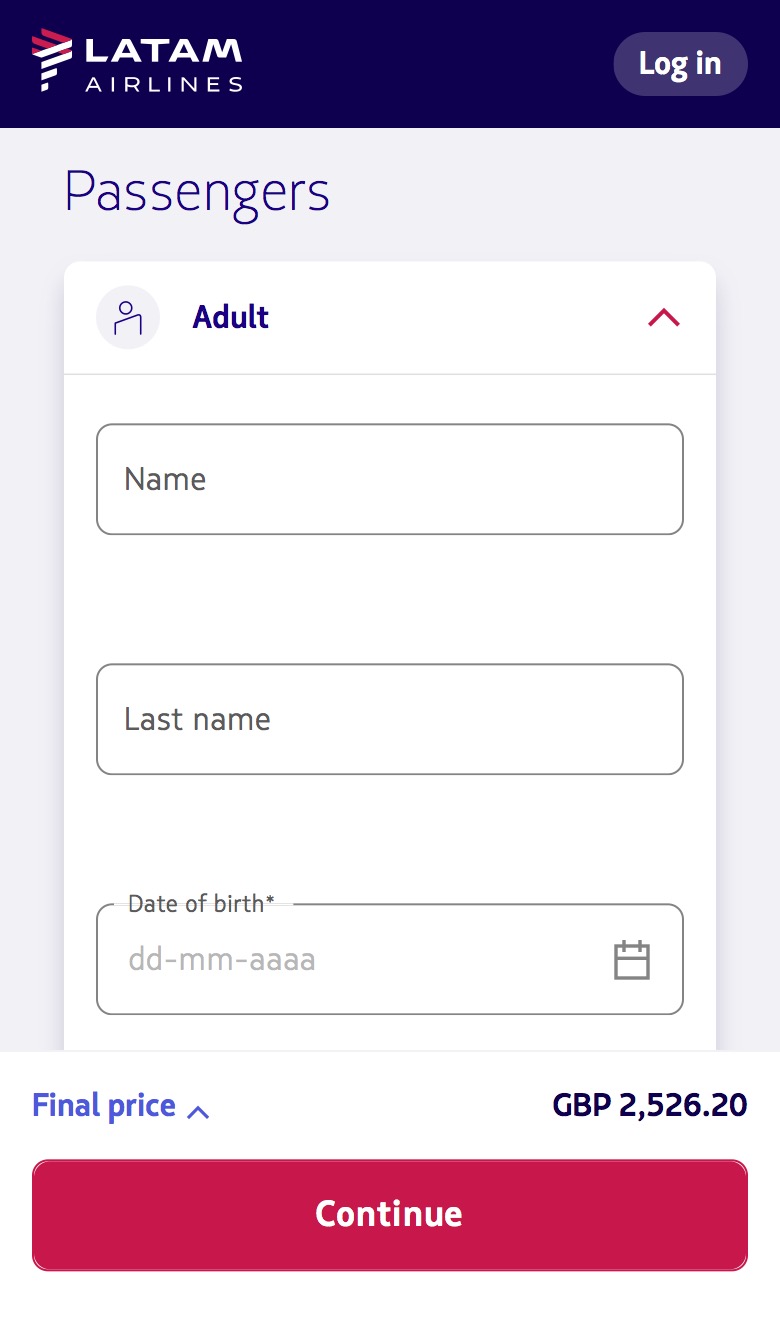 LATAM
AIRLINES
Log in
Passengers
Adult
Name
Last name
Date of birth*
dd-mm-aaaa
Final price
GBP 2,526.20
Continue